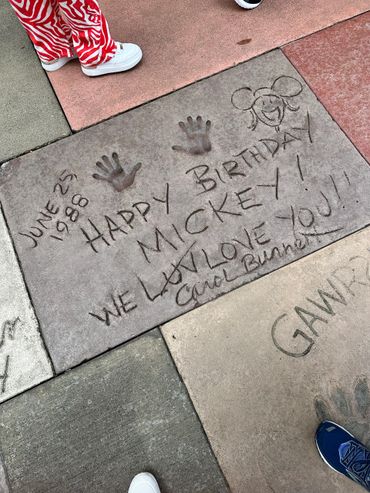 JUNE 25,
1988
HAPPY BIRTHDAY
MICKEY!
WE LUV LOVE YOU!!
Carol Burnett
GAWR